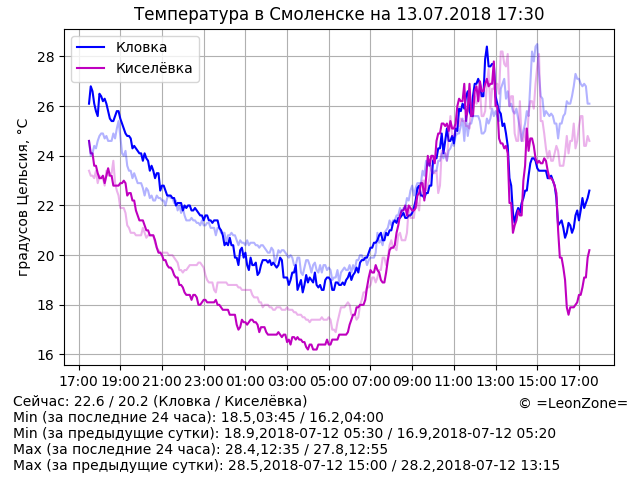 Температура в Смоленске на 13.07.2018 17:30
Кловка
Киселёвка
градусов Цельсия, °C
28
26
24
22
20
18
16
17:00 19:00 21:00 23:00 01:00 03:00 05:00 07:00 09:00 11:00 13:00 15:00 17:00
Сейчас: 22.6 / 20.2 (Кловка / Киселёвка)
© =LeonZone=
Min (за последние 24 часа): 18.5,03:45 / 16.2,04:00
Min (за предыдущие сутки): 18.9,2018-07-12 05:30 / 16.9,2018-07-12 05:20
Max (за последние 24 часа): 28.4,12:35 / 27.8,12:55
Max (за предыдущие сутки): 28.5,2018-07-12 15:00 / 28.2,2018-07-12 13:15